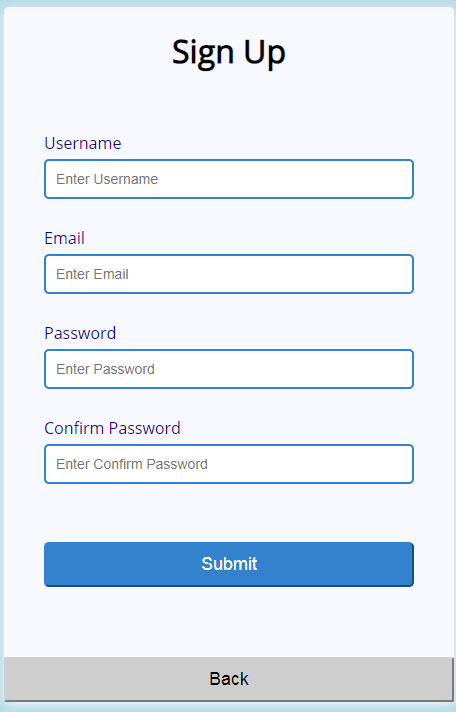 Sign Up
Username
Enter Username
Email
Enter Email
Password
Enter Password
Confirm Password
Enter Confirm Password
Submit
Back